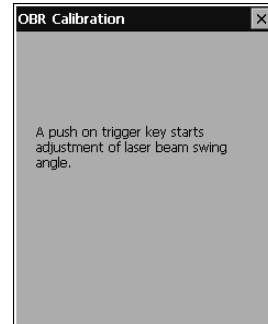 OBR Calibration
A push on trigger key starts
adjustment of laser beam swing
angle.